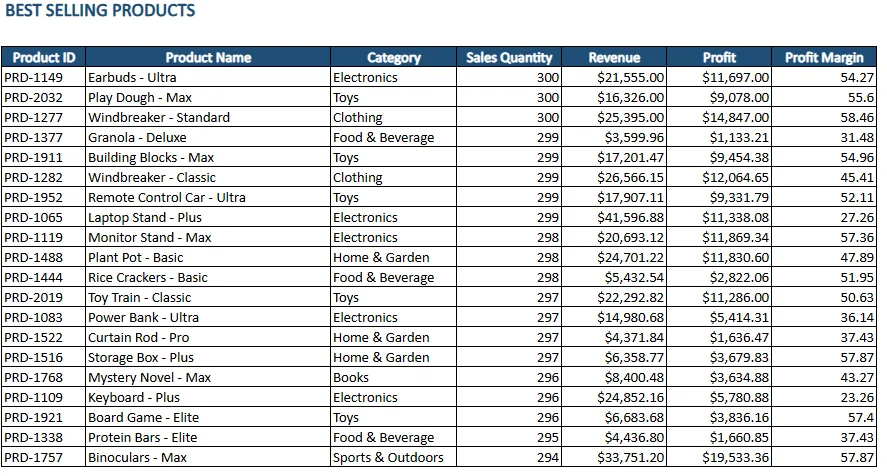 BEST SELLING PRODUCTS
Product ID Product Name Category Sales Quantity Revenue Profit Profit Margin
PRD-1149 Earbuds - Ultra Electronics 300 $21,555.00 $11,697.00 54.27
PRD-2032 Play Dough - Max Toys 300 $16,326.00 $9,078.00 55.6
PRD-1277 Windbreaker - Standard Clothing 300 $25,395.00 $14,847.00 58.46
PRD-1377 Granola - Deluxe Food & Beverage 299 $3,599.96 $1,133.21 31.48
PRD-1911 Building Blocks - Max Toys 299 $17,201.47 $9,454.38 54.96
PRD-1282 Windbreaker - Classic Clothing 299 $26,566.15 $12,064.65 45.41
PRD-1952 Remote Control Car - Ultra Toys 299 $17,907.11 $9,331.79 52.11
PRD-1065 Laptop Stand - Plus Electronics 299 $41,596.88 $11,338.08 27.26
PRD-1119 Monitor Stand - Max Electronics 298 $20,693.12 $11,869.34 57.36
PRD-1488 Plant Pot - Basic Home & Garden 298 $24,701.22 $11,830.60 47.89
PRD-1444 Rice Crackers - Basic Food & Beverage 298 $5,432.54 $2,822.06 51.95
PRD-2019 Toy Train - Classic Toys 297 $22,292.82 $11,286.00 50.63
PRD-1083 Power Bank - Ultra Electronics 297 $14,980.68 $5,414.31 36.14
PRD-1522 Curtain Rod - Pro Home & Garden 297 $4,371.84 $1,636.47 37.43
PRD-1516 Storage Box - Plus Home & Garden 297 $6,358.77 $3,679.83 57.87
PRD-1768 Mystery Novel - Max Books 296 $8,400.48 $3,634.88 43.27
PRD-1109 Keyboard - Plus Electronics 296 $24,852.16 $5,780.88 23.26
PRD-1921 Board Game - Elite Toys 296 $6,683.68 $3,836.16 57.4
PRD-1338 Protein Bars - Elite Food & Beverage 295 $4,436.80 $1,660.85 37.43
PRD-1757 Binoculars - Max Sports & Outdoors 294 $33,751.20 $19,533.36 57.87